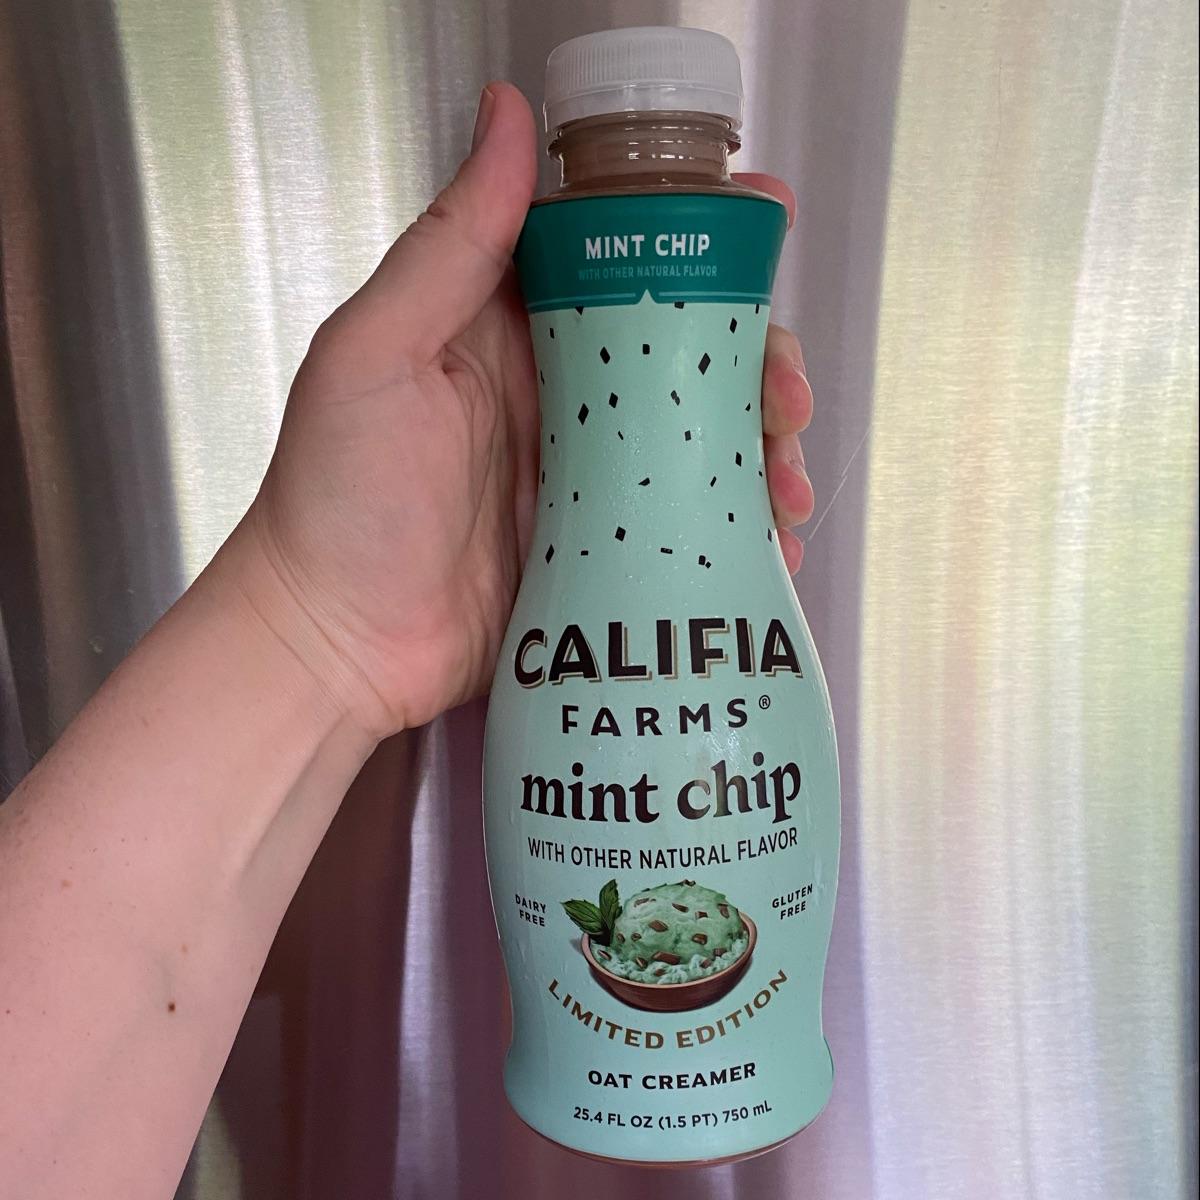 MINT CHIP
WITH OTHER NATURAL FLAVOR
CALIFIA
FARMS®
mint chip
WITH OTHER NATURAL FLAVOR
DAIRY
FREE
GLUTEN
FREE
LIMITED EDITION
OAT CREAMER
25.4 FL OZ (1.5 PT) 750 mL